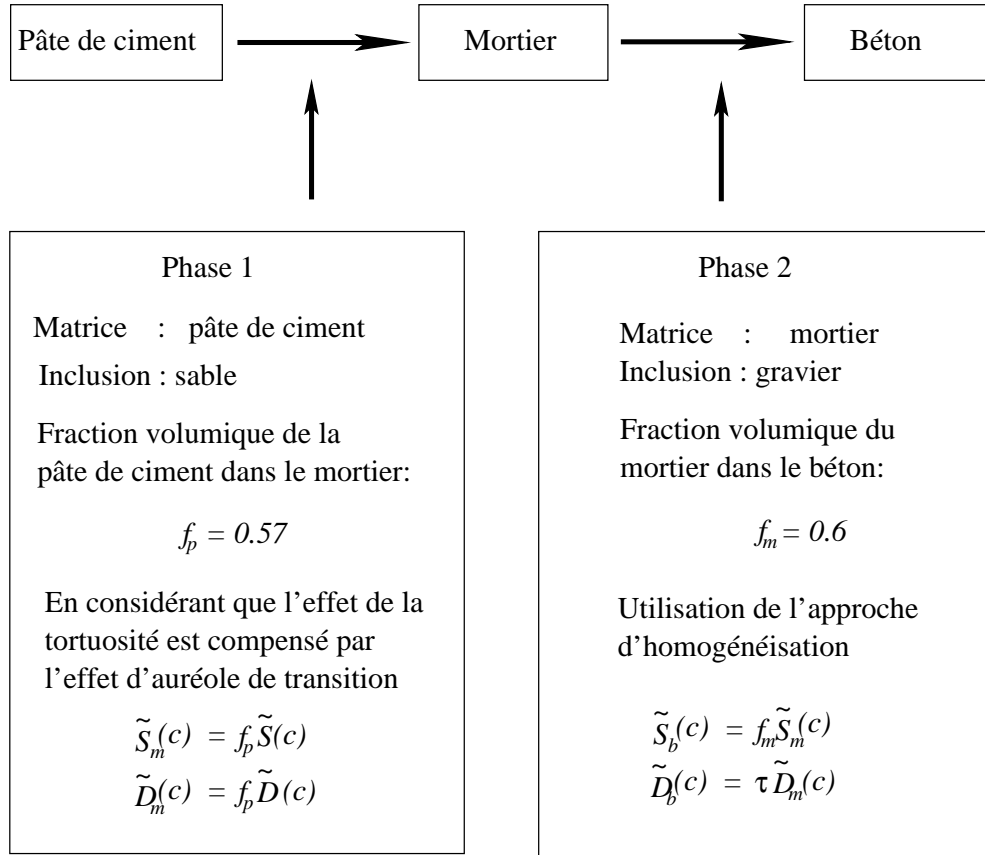 Pâte de ciment
Mortier
Béton
Phase 1
Matrice : pâte de ciment
Inclusion : sable
Fraction volumique de la
pâte de ciment dans le mortier:
f_p = 0.57
En considérant que l’effet de la
tortuosité est compensé par
l’effet d’auréole de transition
S̃_m(c) = f_p S̃(c)
D̃_m(c) = f_p D̃(c)
Phase 2
Matrice : mortier
Inclusion : gravier
Fraction volumique du
mortier dans le béton:
f_m = 0.6
Utilisation de l’approche
d’homogénéisation
S̃_b(c) = f_m S̃_m(c)
D̃_b(c) = τ D̃_m(c)